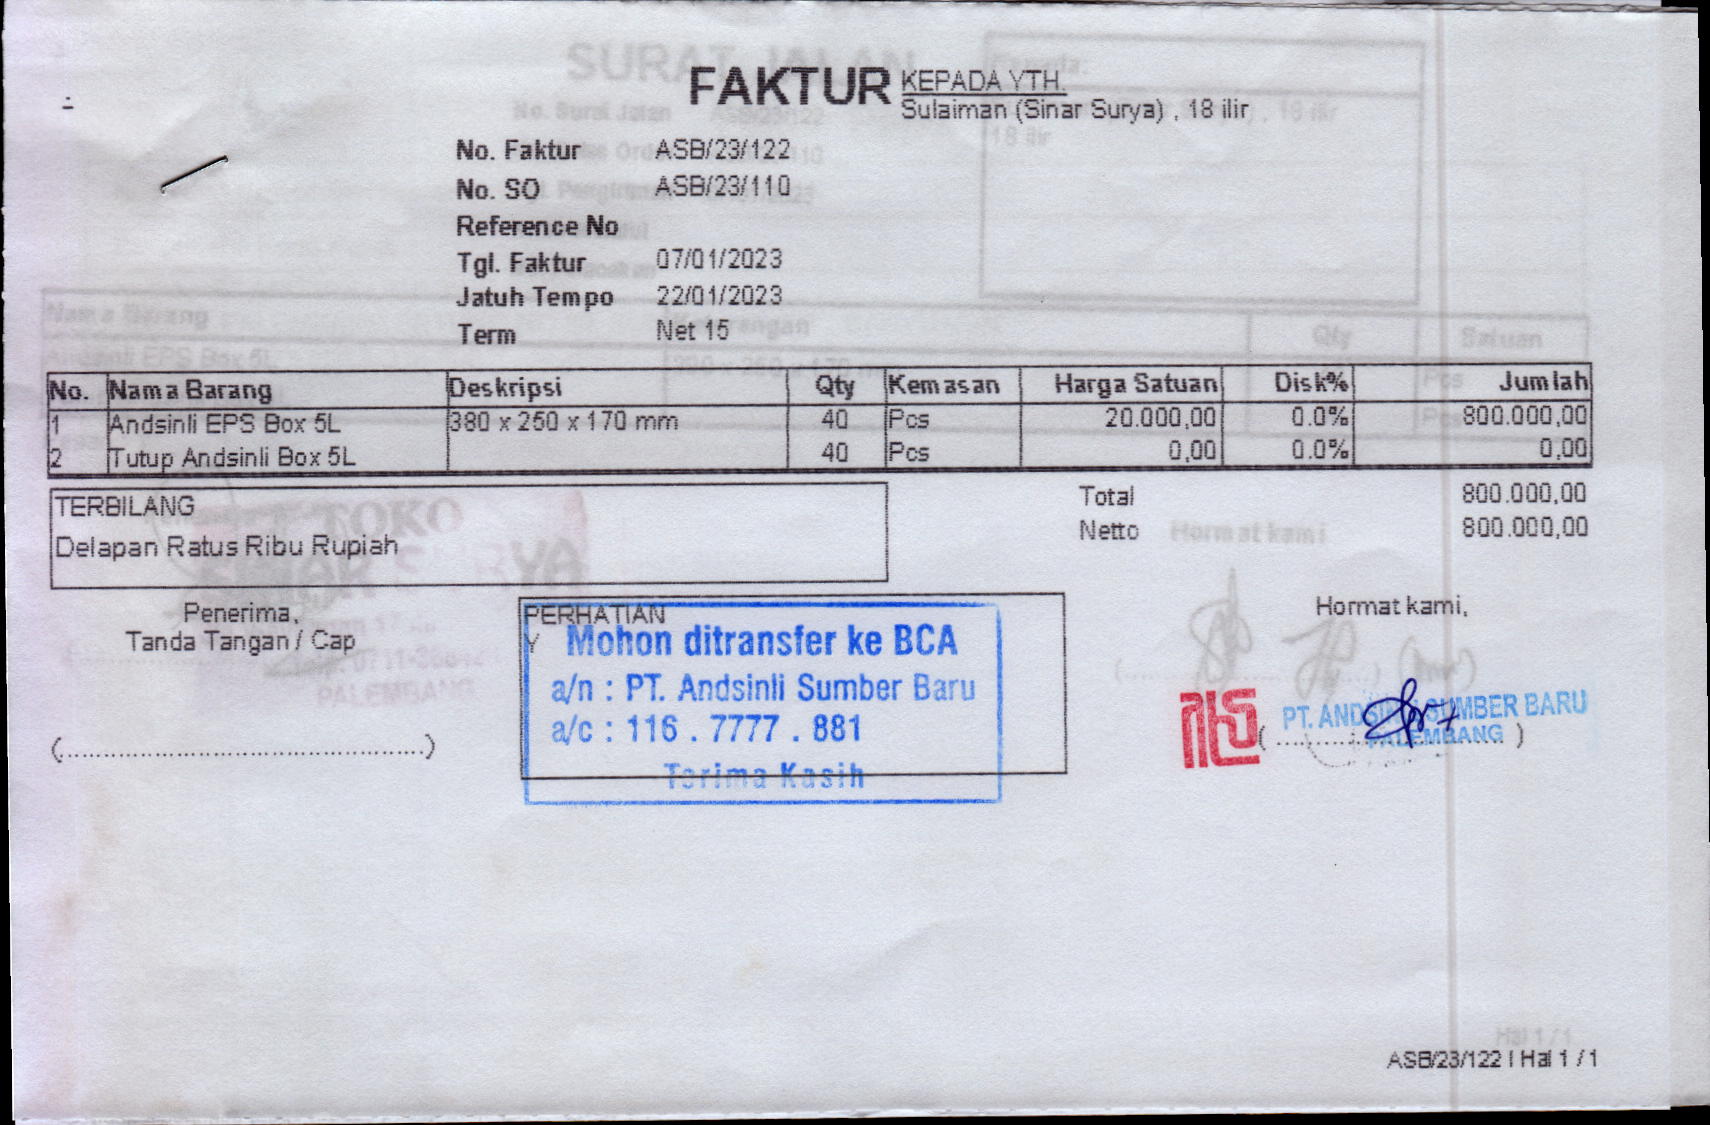 FAKTUR
KEPADA YTH.
Sulaiman (Sinar Surya) , 18 ilir
No. Faktur ASB/23/122
No. SO ASB/23/110
Reference No
Tgl. Faktur 07/01/2023
Jatuh Tempo 22/01/2023
Term Net 15
No. Nama Barang Deskripsi Qty Kemasan Harga Satuan Disk% Jumlah
1 Andsinli EPS Box 5L 380 x 250 x 170 mm 40 Pcs 20.000,00 0.0% 800.000,00
2 Tutup Andsinli Box 5L 40 Pcs 0,00 0.0% 0,00
TERBILANG
Delapan Ratus Ribu Rupiah
Total 800.000,00
Netto 800.000,00
Penerima,
Tanda Tangan / Cap
(..............................................)
PERHATIAN
Y
Mohon ditransfer ke BCA
a/n : PT. Andsinli Sumber Baru
a/c : 116 . 7777 . 881
Terima Kasih
Hormat kami,
PT. ANDSINLI SUMBER BARU
PALEMBANG
ASB/23/122 | Hal 1 / 1